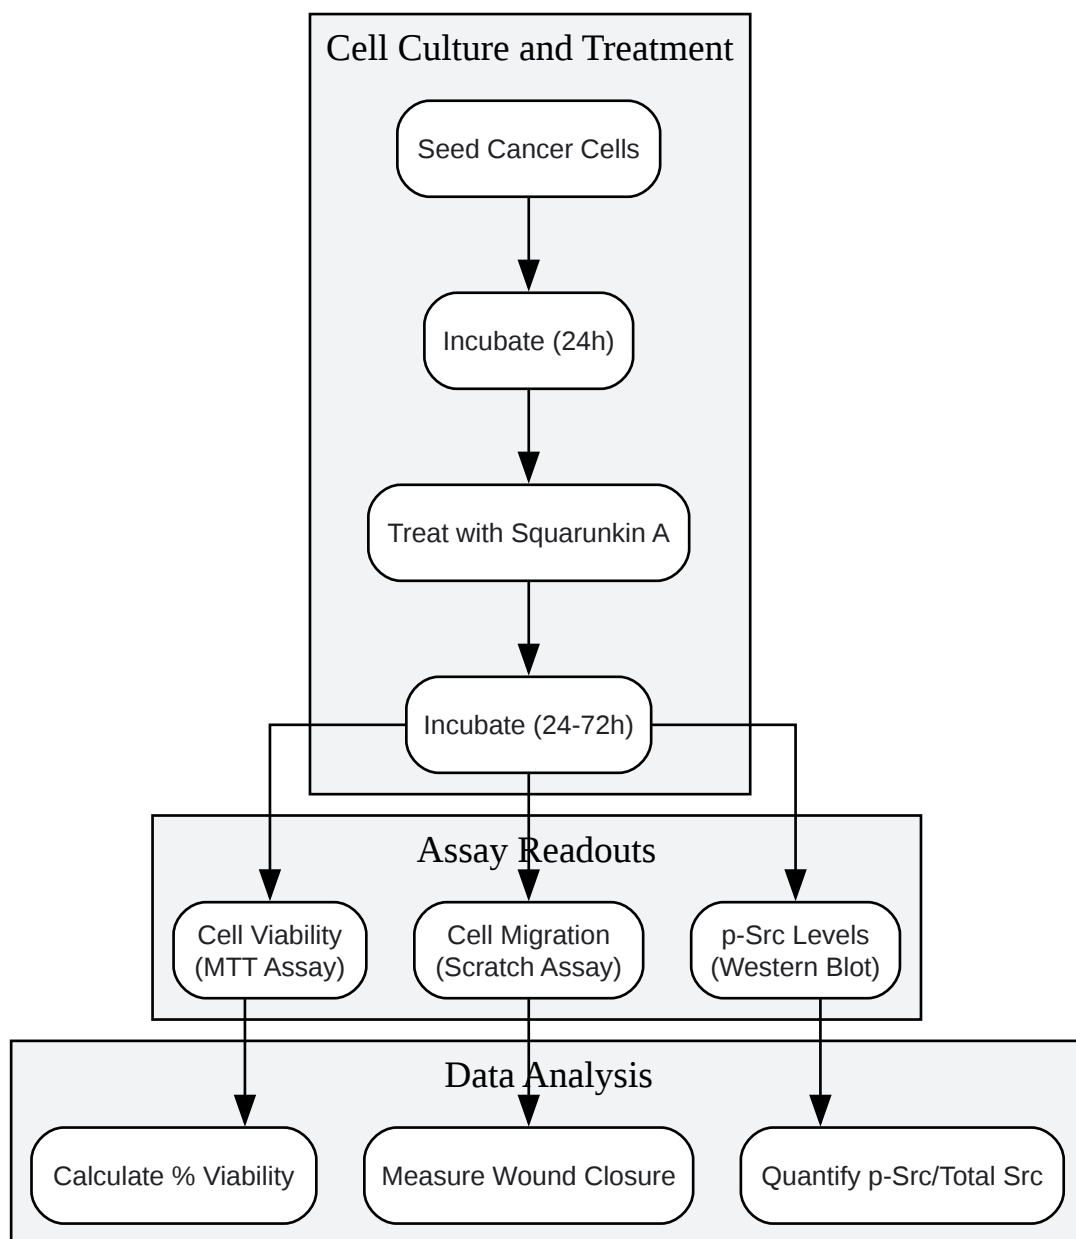 Cell Culture and Treatment
Seed Cancer Cells
Incubate (24h)
Treat with Squarunkin A
Incubate (24-72h)
Assay Readouts
Cell Viability
(MTT Assay)
Cell Migration
(Scratch Assay)
p-Src Levels
(Western Blot)
Data Analysis
Calculate % Viability
Measure Wound Closure
Quantify p-Src/Total Src